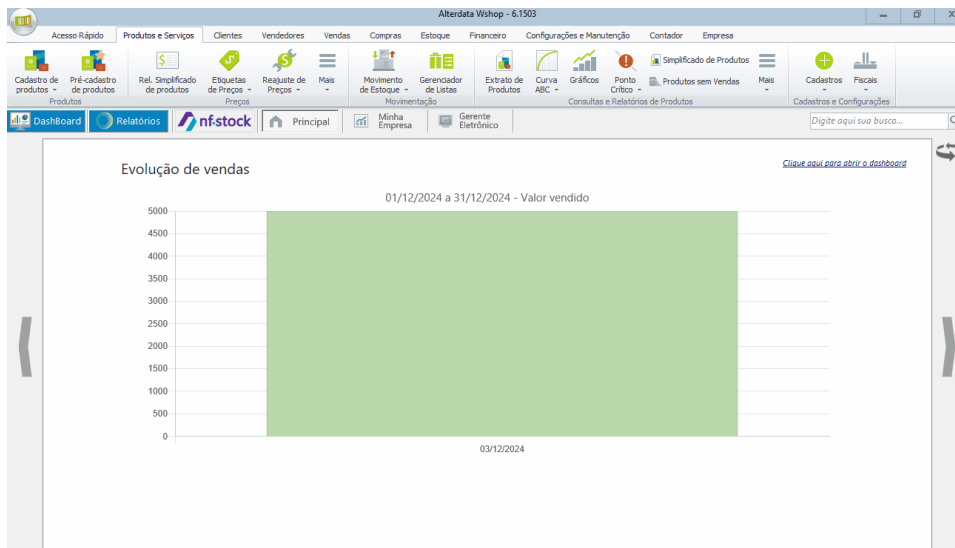 Alterdata Wshop - 6.1503
Acesso Rápido Produtos e Serviços Clientes Vendedores Vendas Compras Estoque Financeiro Configurações e Manutenção Contador Empresa
Cadastro de produtos Pré-cadastro de produtos Rel. Simplificado de produtos Etiquetas de Preços Reajuste de Preços Mais Movimento de Estoque Gerenciador de Listas Extrato de Produtos Curva ABC Gráficos Ponto Crítico Simplificado de Produtos Produtos sem Vendas Mais Cadastros Fiscais
Produtos Preços Movimentação Consultas e Relatórios de Produtos Cadastros e Configurações
DashBoard Relatórios nf-stock Principal Minha Empresa Gerente Eletrônico Digite aqui sua busca...
Evolução de vendas
Clique aqui para abrir o dashboard
01/12/2024 a 31/12/2024 - Valor vendido
5000
4500
4000
3500
3000
2500
2000
1500
1000
500
0
03/12/2024